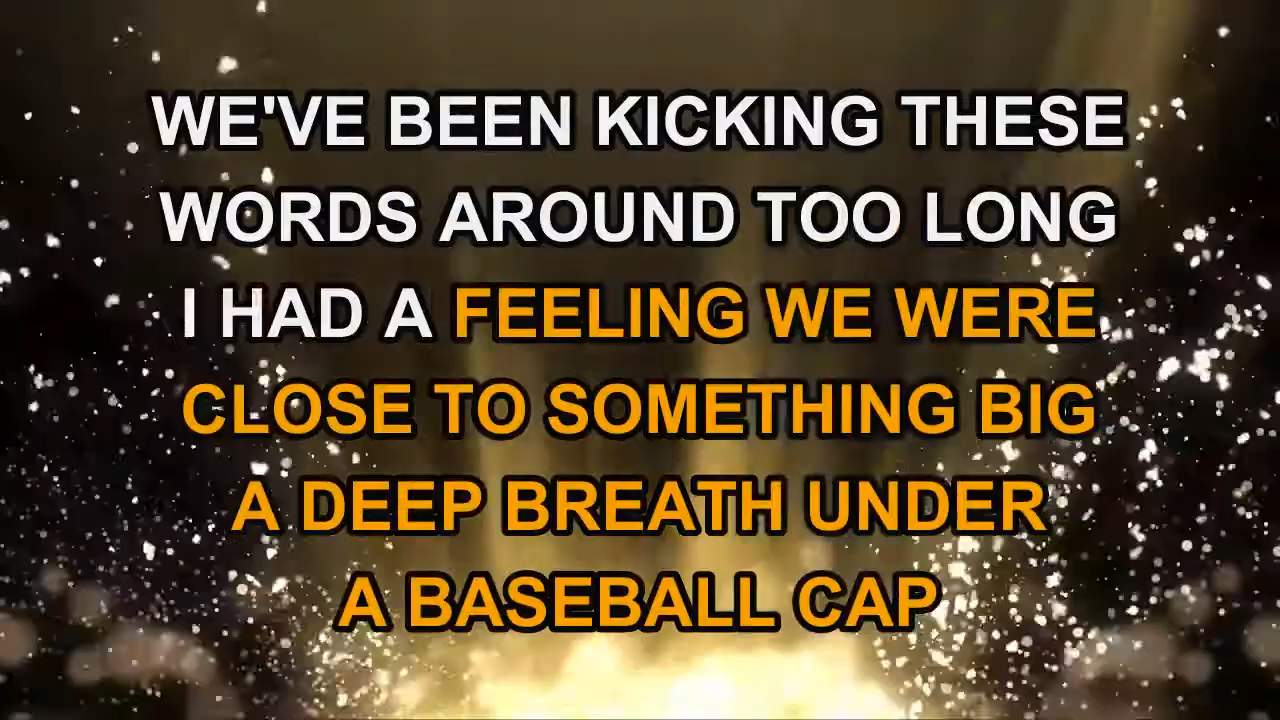 WE'VE BEEN KICKING THESE
WORDS AROUND TOO LONG
I HAD A FEELING WE WERE
CLOSE TO SOMETHING BIG
A DEEP BREATH UNDER
A BASEBALL CAP